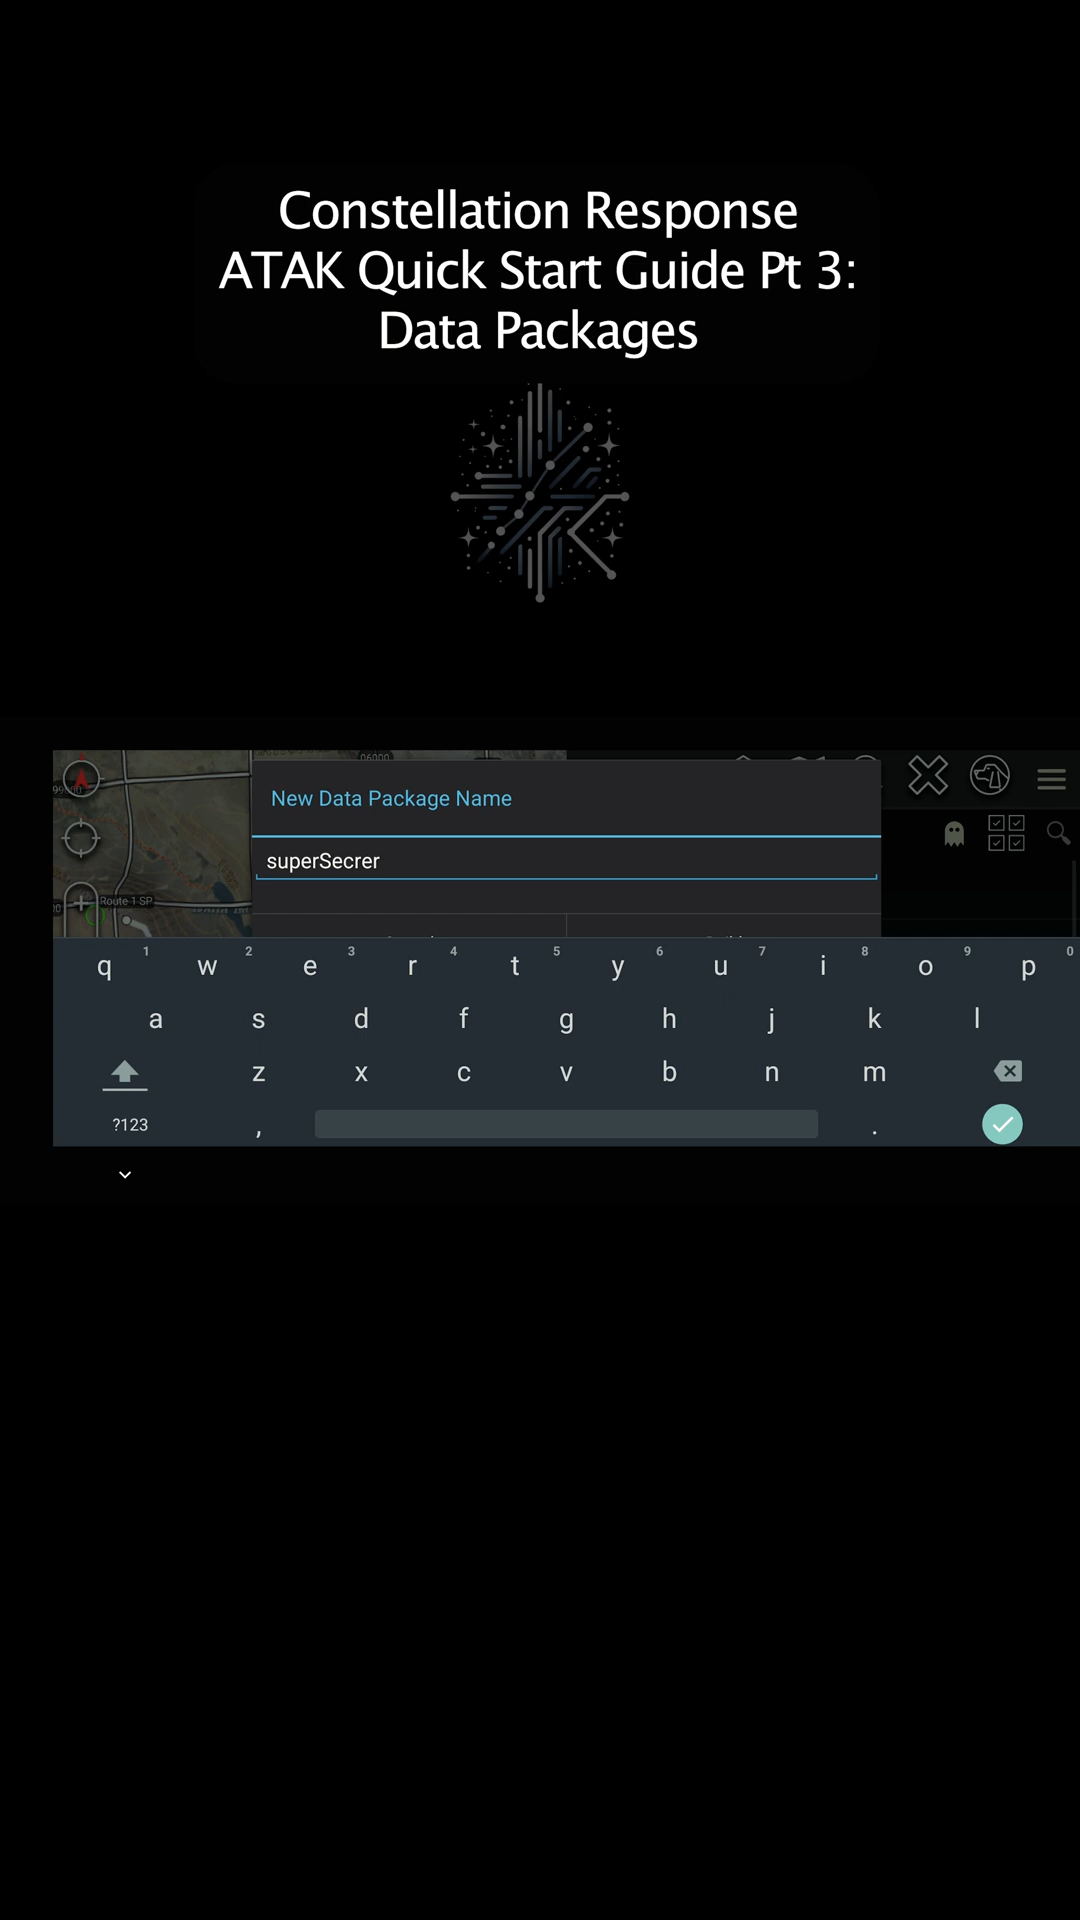 Constellation Response
ATAK Quick Start Guide Pt 3:
Data Packages
New Data Package Name
superSecrer
Route 1 SP
1 2 3 4 5 6 7 8 9 0
q w e r t y u i o p
a s d f g h j k l
z x c v b n m
?123 , .